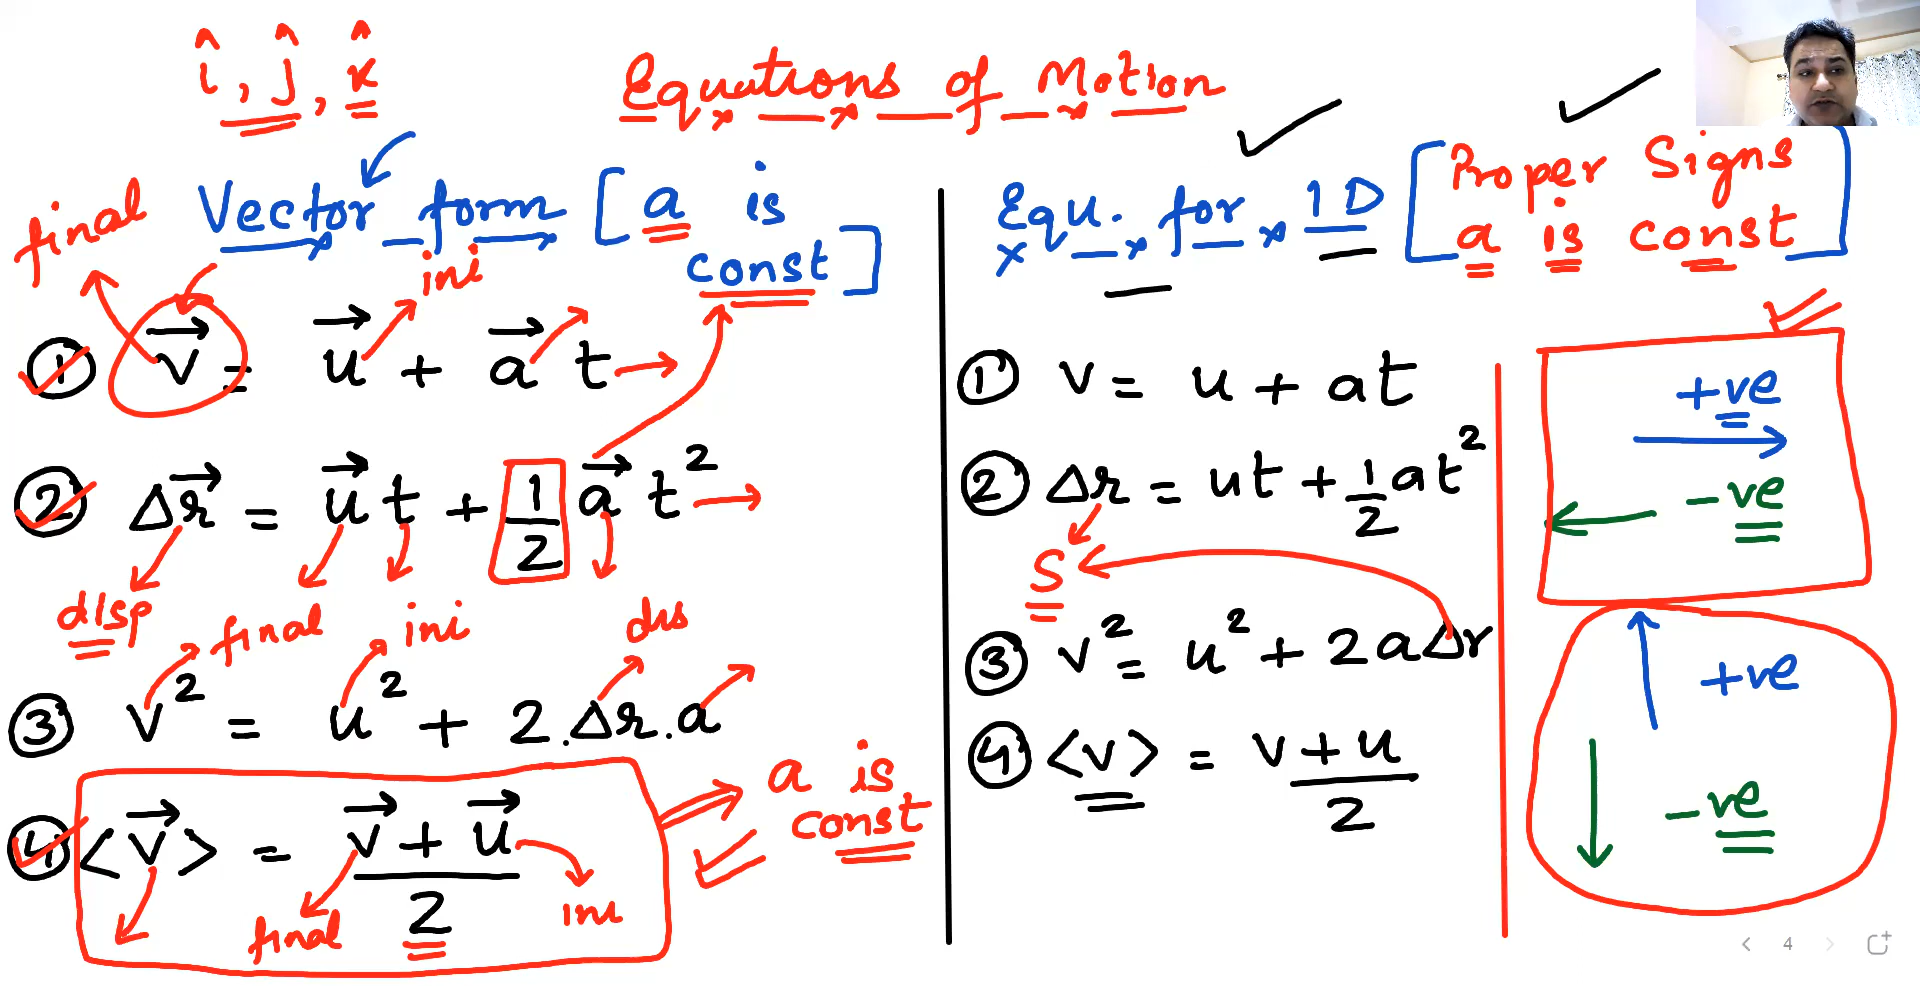 î, ĵ, k̂
Equations of Motion
Vector form [a is const]
final
ini
① v⃗ = u⃗ + a⃗ t
② Δr⃗ = u⃗ t + 1/2 a⃗ t²
disp
final
ini
dis
③ v² = u² + 2.Δr.a
④ <v⃗> = (v⃗ + u⃗)/2
final
ini
a is
const
Equ. for 1D [Proper Signs
a is const]
① v = u + at
② Δr = ut + 1/2 at²
S
③ v² = u² + 2aΔr
④ <v> = (v + u)/2
+ve
-ve
+ve
-ve
< 4 >